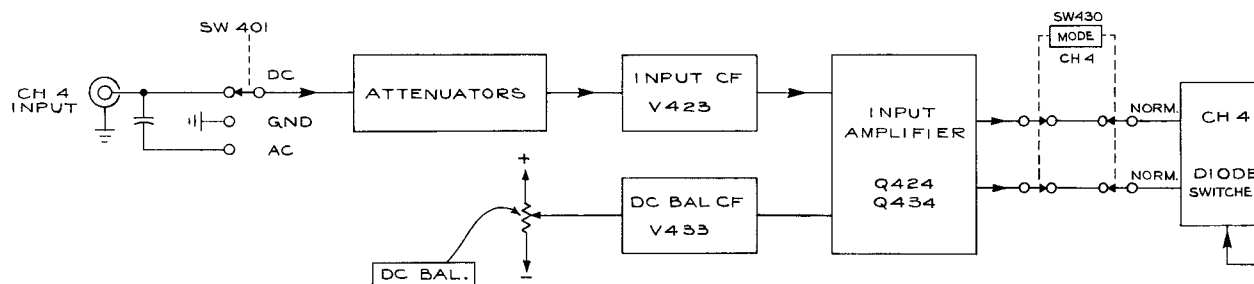 SW 401
CH 4
INPUT
DC
GND
AC
ATTENUATORS
INPUT CF
V423
+
-
DC BAL.
DC BAL CF
V433
INPUT
AMPLIFIER
Q424
Q434
SW430
MODE
CH 4
NORM.
NORM.
CH 4
DIODE
SWITCHE